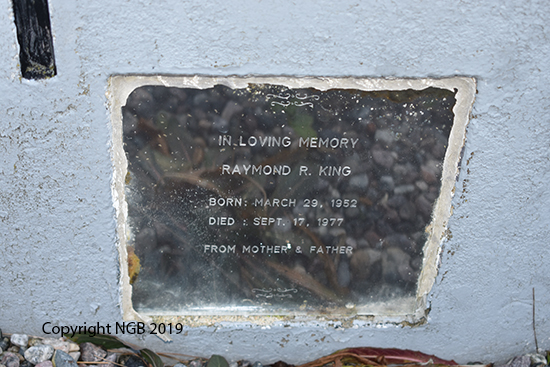 IN LOVING MEMORY
RAYMOND R. KING
BORN: MARCH 29, 1952
DIED : SEPT. 17, 1977
FROM MOTHER & FATHER
Copyright NGB 2019